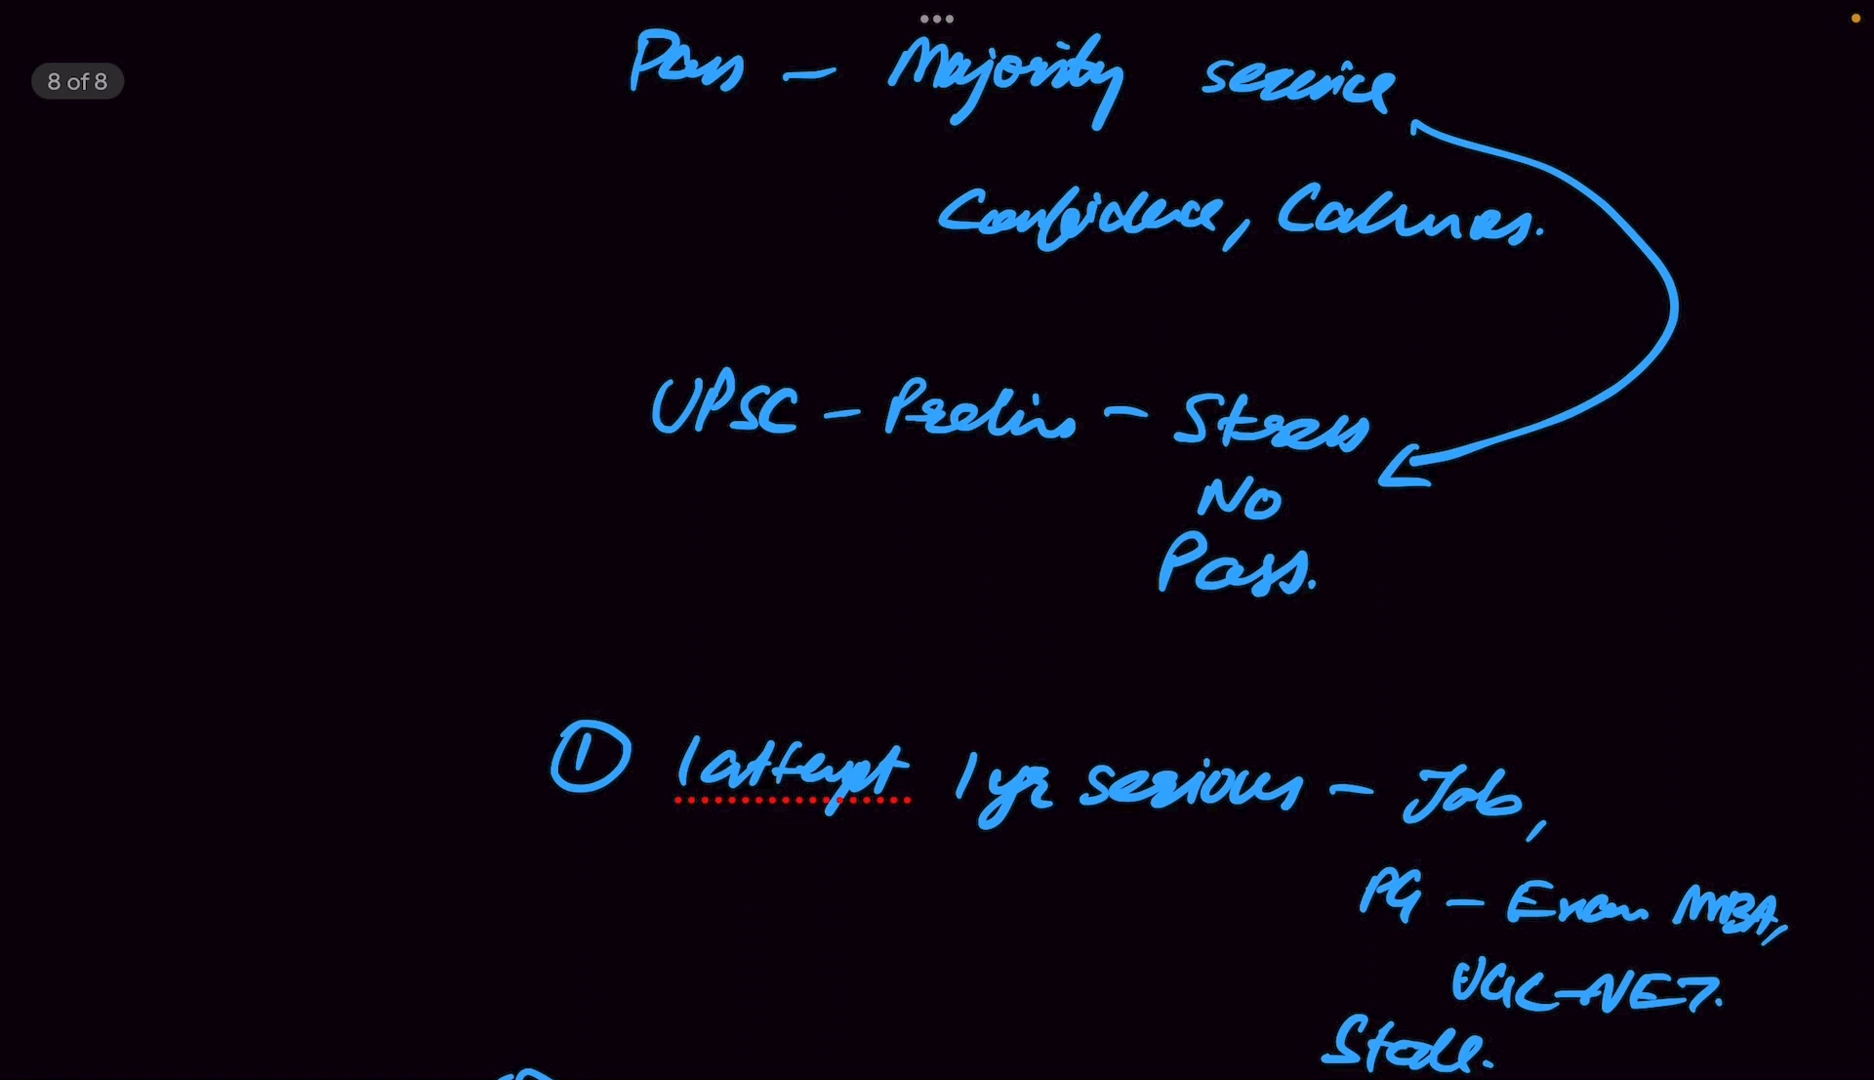 8 of 8
Pass - Majority service
Confidence, Calmness.
UPSC - Prelims - Stress
NO
Pass.
① 1 attempt 1 yr serious - Job,
PG - Exam MBA,
UGC-NET.
State.